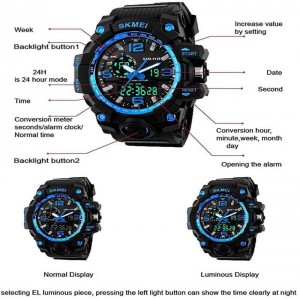 Week
Backlight button1
24H
is 24 hour mode
Time
Conversion meter
seconds/alarm clock/
Normal time
Backlight button2
SKMEI
START
RESET
Increase value
by setting
Date
Second
Conversion hour,
minute,week, month
day
Opening the alarm
SKMEI
SKMEI
Normal Display
Luminous Display
selecting EL luminous piece, pressing the left light button can show the time clearly at night